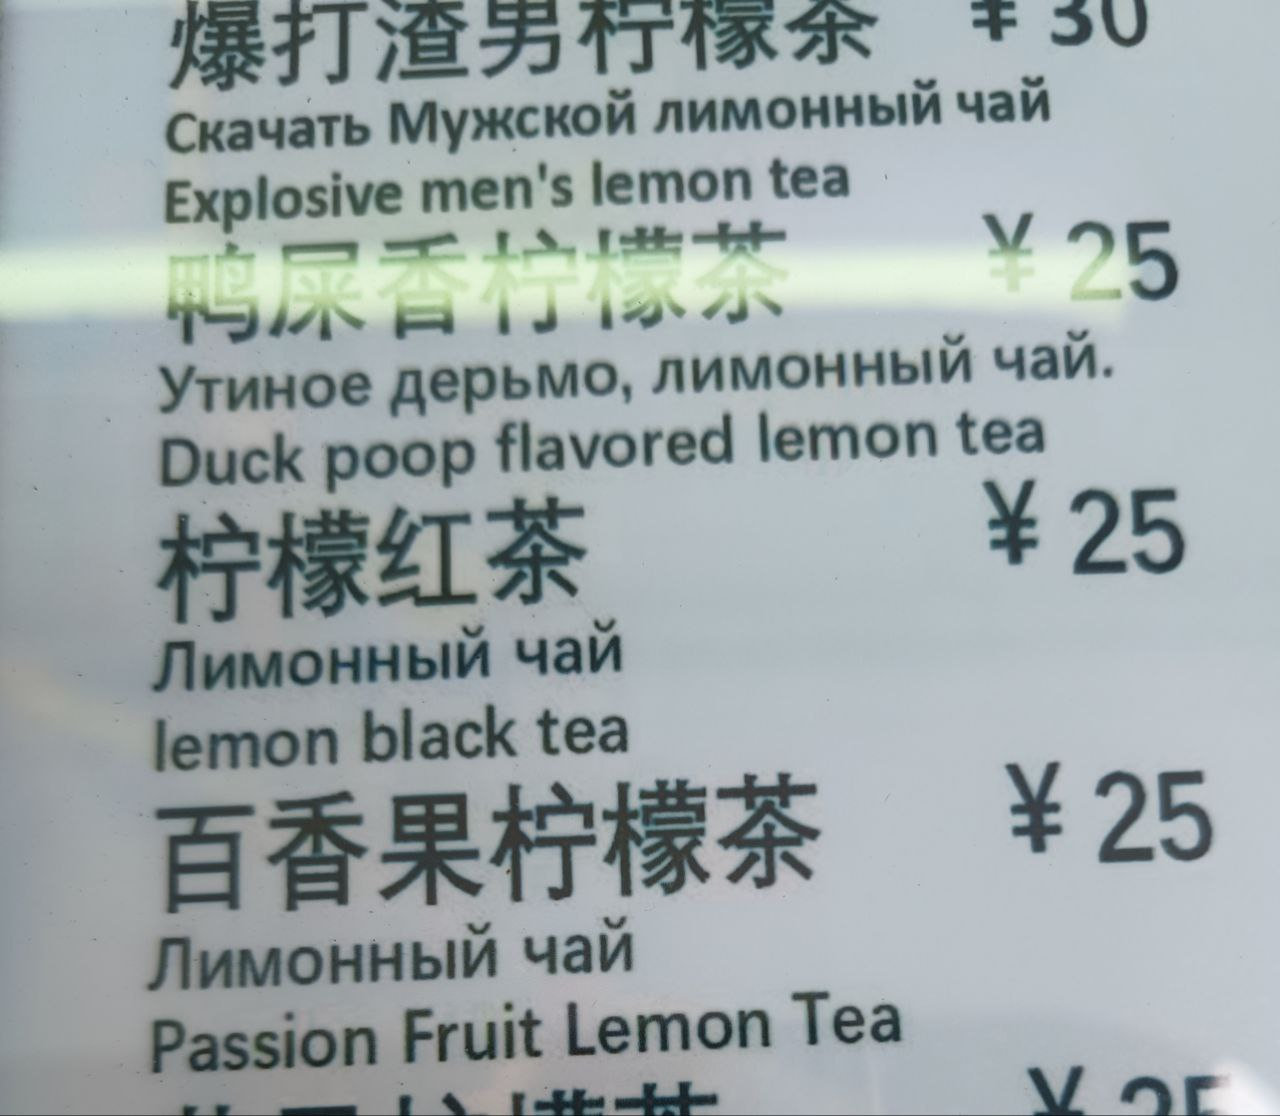 爆打渣男柠檬茶 ¥ 30
Скачать Мужской лимонный чай
Explosive men's lemon tea
鸭屎香柠檬茶 ¥ 25
Утиное дерьмо, лимонный чай.
Duck poop flavored lemon tea
柠檬红茶 ¥ 25
Лимонный чай
lemon black tea
百香果柠檬茶 ¥ 25
Лимонный чай
Passion Fruit Lemon Tea
¥ 25